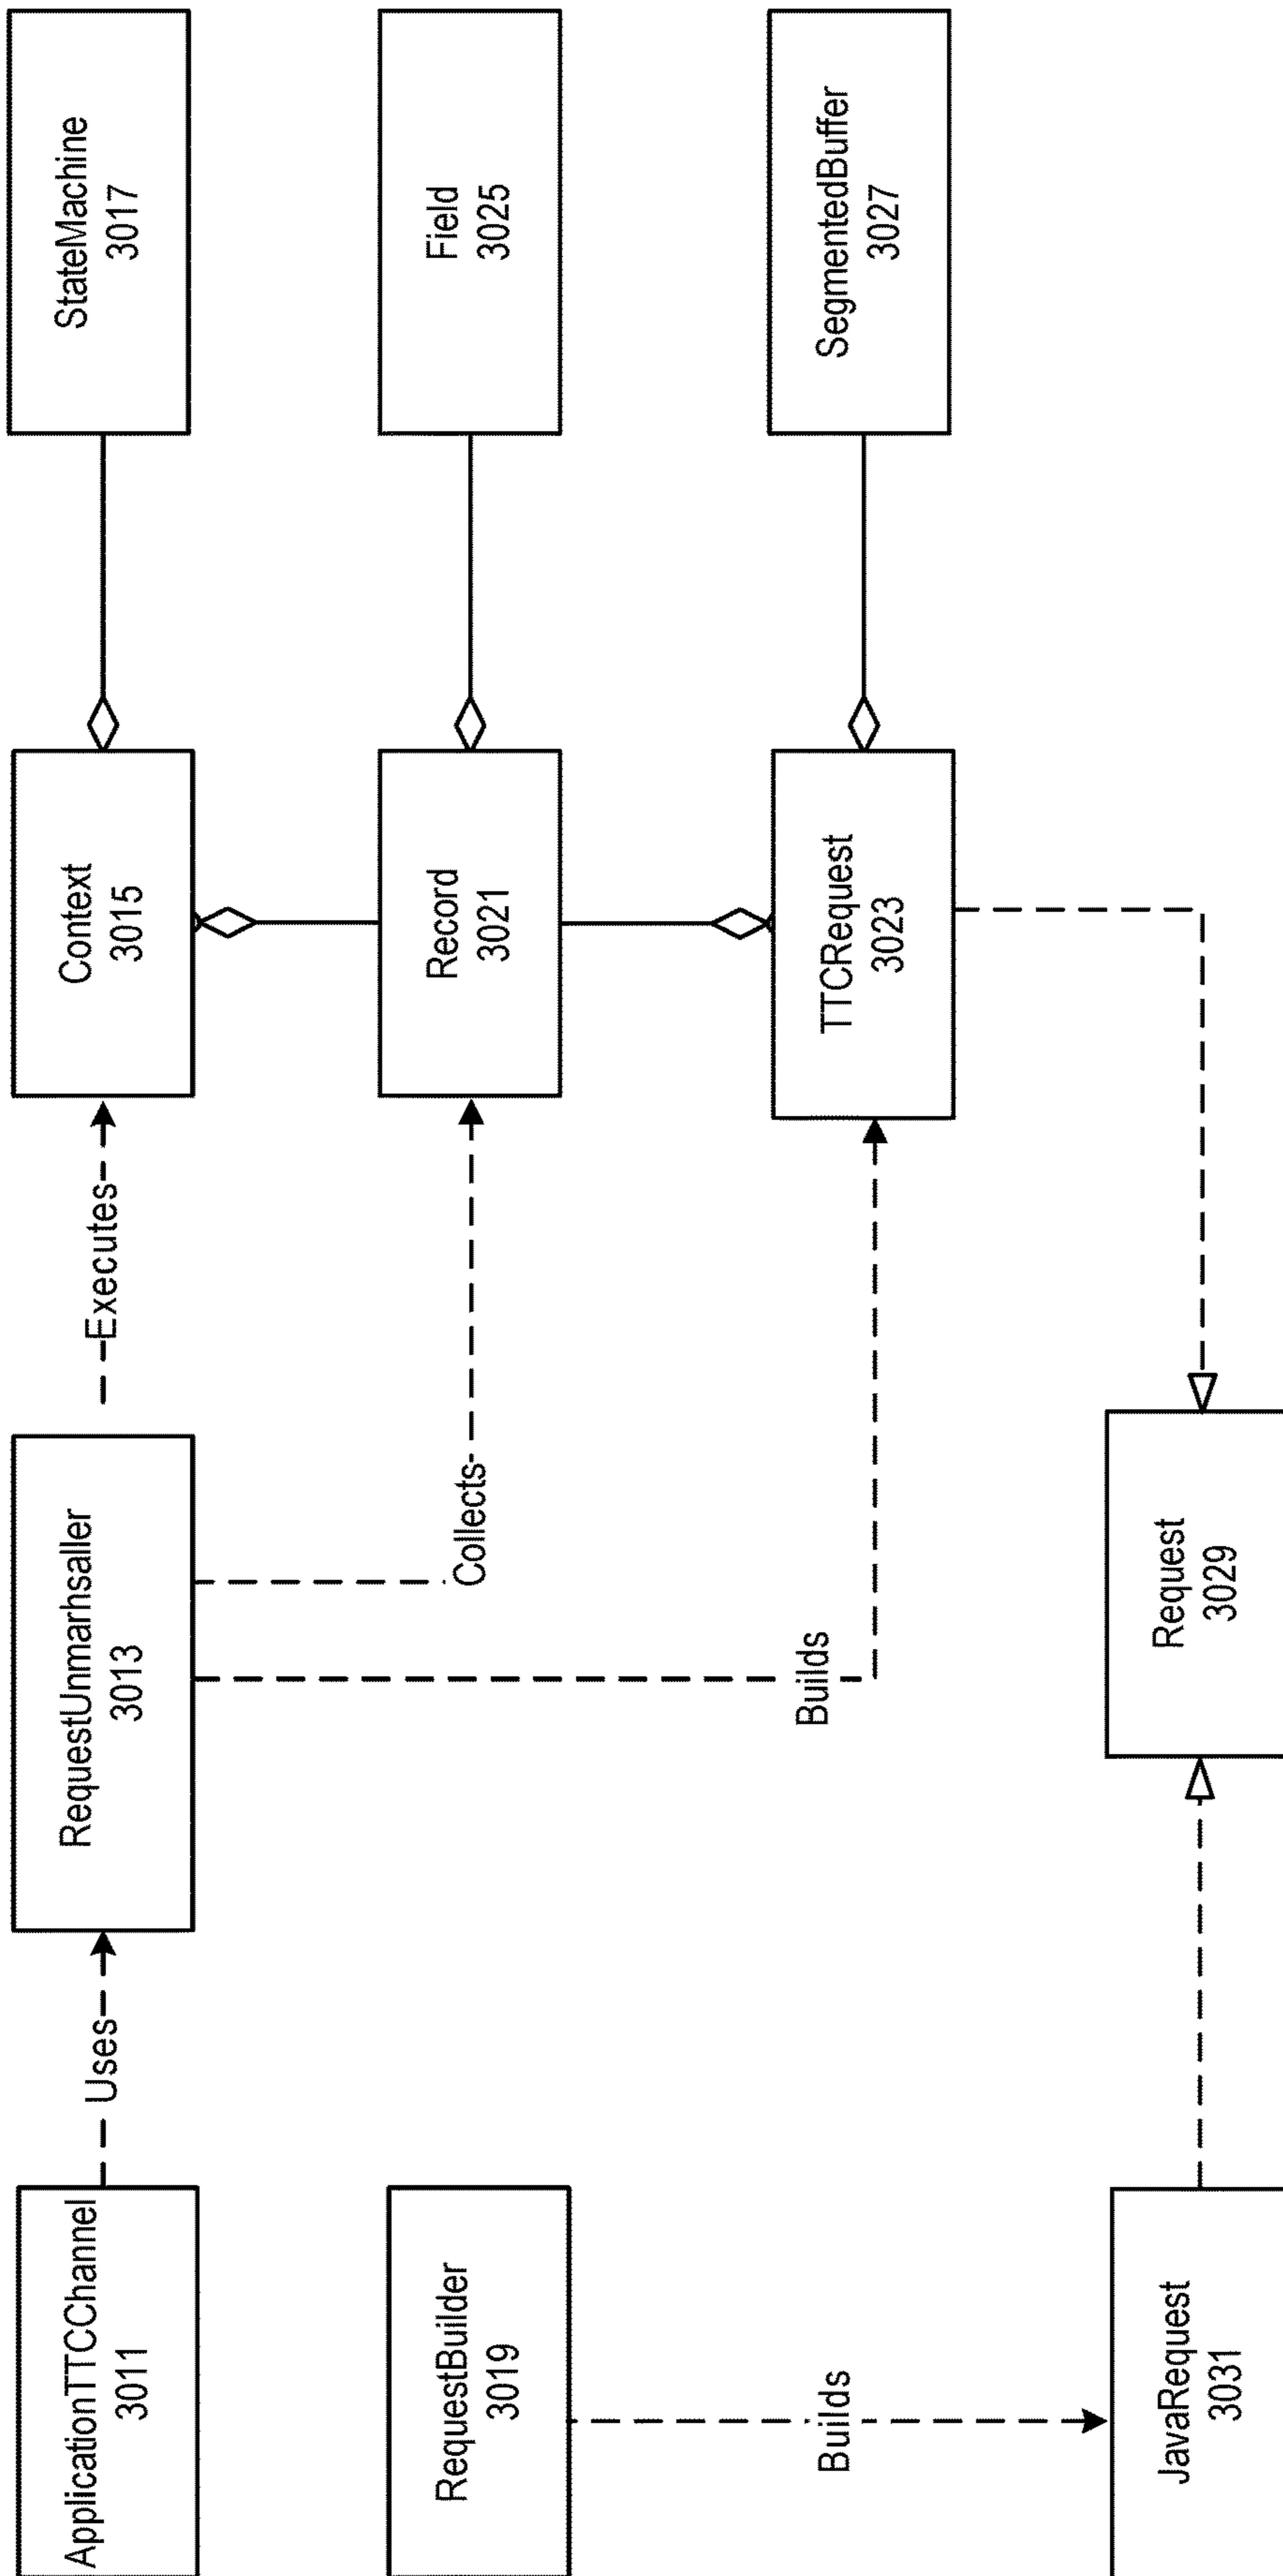 ApplicationTTCChannel
3011
Uses
RequestUnmarhsaller
3013
Executes
Context
3015
StateMachine
3017
RequestBuilder
3019
Collects
Record
3021
Field
3025
Builds
Builds
TTCRequest
3023
SegmentedBuffer
3027
JavaRequest
3031
Request
3029